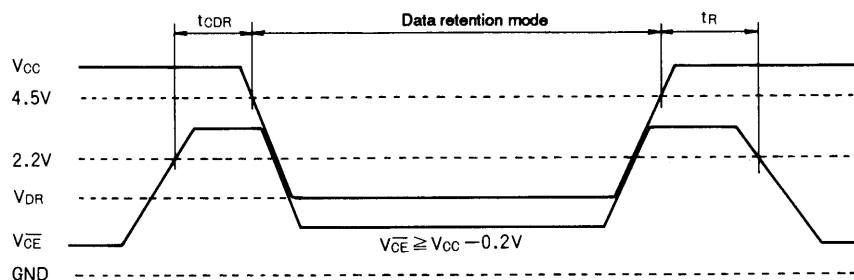 tCDR
Data retention mode
tR
VCC
4.5V
2.2V
VDR
VCE̅
VCE̅ ≧ VCC −0.2V
GND